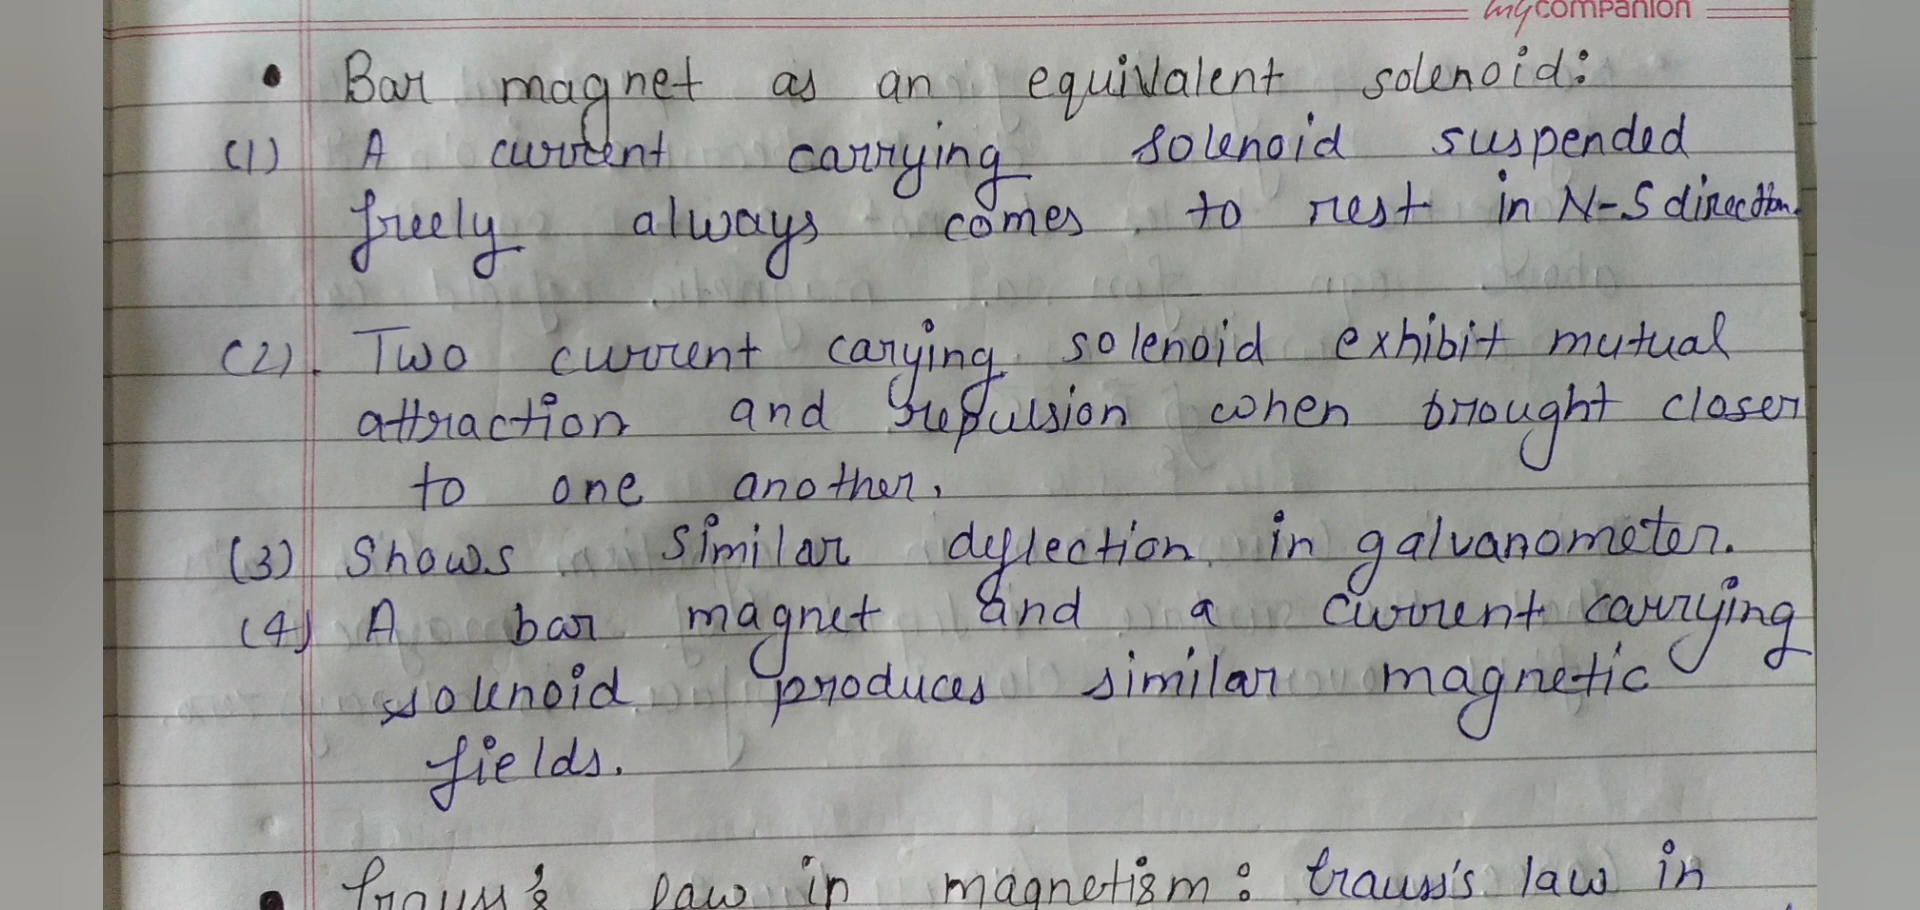 my companion
• Bar magnet as an equivalent solenoid:
(1) A current carrying solenoid suspended
freely always comes to rest in N-S direction.
(2). Two current carying solenoid exhibit mutual
attraction and repulsion when brought closer
to one another.
(3) Shows similar deflection in galvanometer.
(4) A bar magnet and a current carrying
solenoid produces similar magnetic
fields.
• Gauss's law in magnetism: Gauss's law in